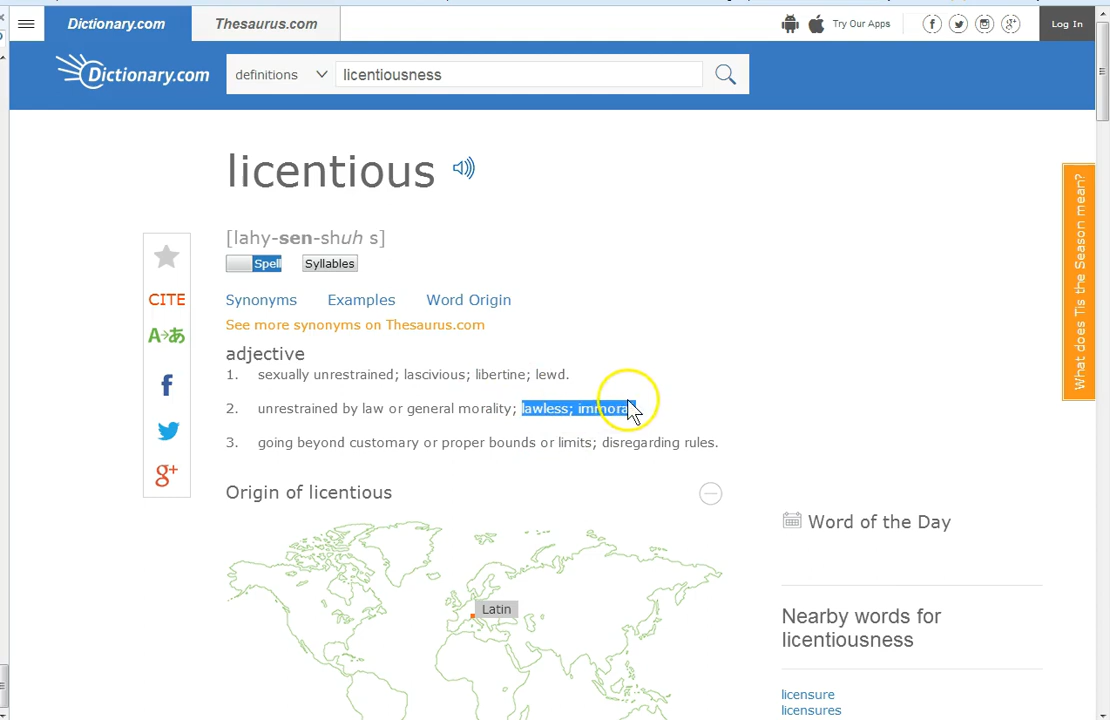 Dictionary.com
Thesaurus.com
Try Our Apps
Log In
Dictionary.com
definitions
licentiousness
licentious
[lahy-sen-shuh s]
Spell
Syllables
CITE
Synonyms Examples Word Origin
See more synonyms on Thesaurus.com
adjective
1. sexually unrestrained; lascivious; libertine; lewd.
2. unrestrained by law or general morality; lawless; immora
3. going beyond customary or proper bounds or limits; disregarding rules.
Origin of licentious
Latin
What does Tis the Season mean?
Word of the Day
Nearby words for
licentiousness
licensure
licensures